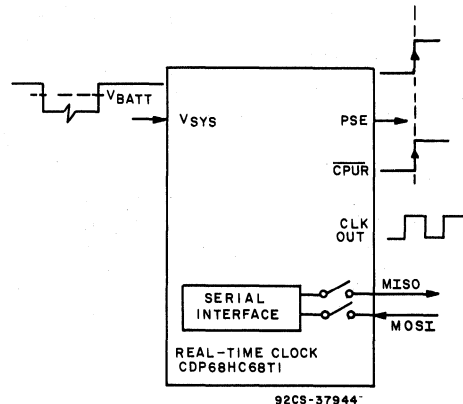 VBATT
VSYS
PSE
CPUR
CLK
OUT
MISO
SERIAL
INTERFACE
MOSI
REAL-TIME CLOCK
CDP68HC68T1
92CS-37944